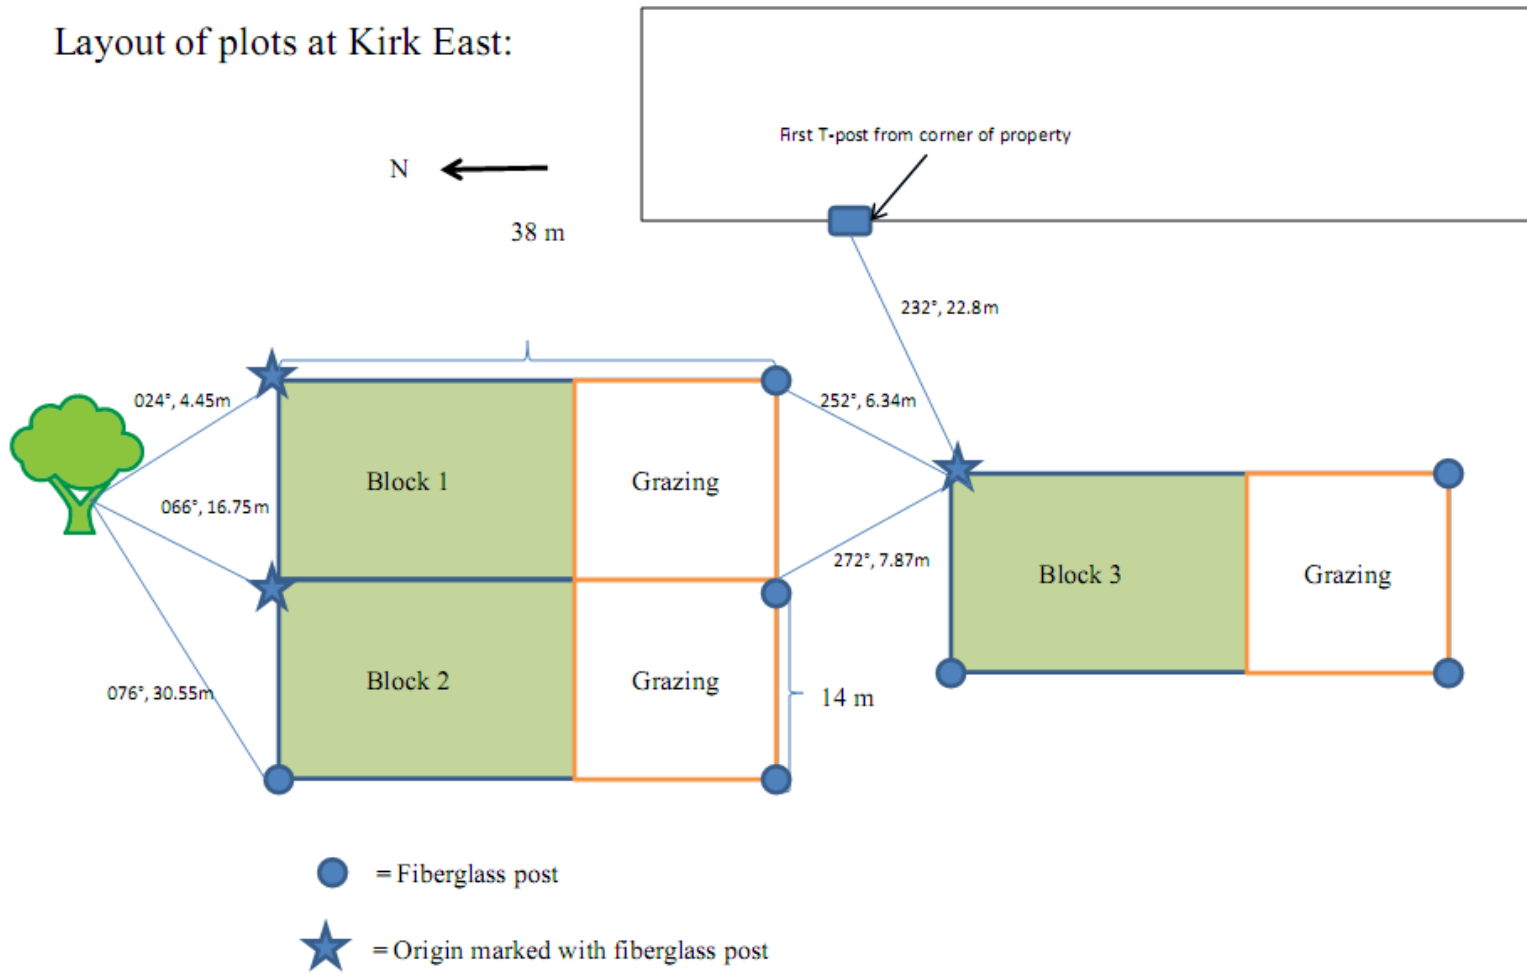 Layout of plots at Kirk East:
First T-post from corner of property
N
38 m
232°, 22.8m
024°, 4.45m
252°, 6.34m
Block 1
Grazing
066°, 16.75m
272°, 7.87m
Block 3
Grazing
Block 2
Grazing
076°, 30.55m
14 m
= Fiberglass post
= Origin marked with fiberglass post